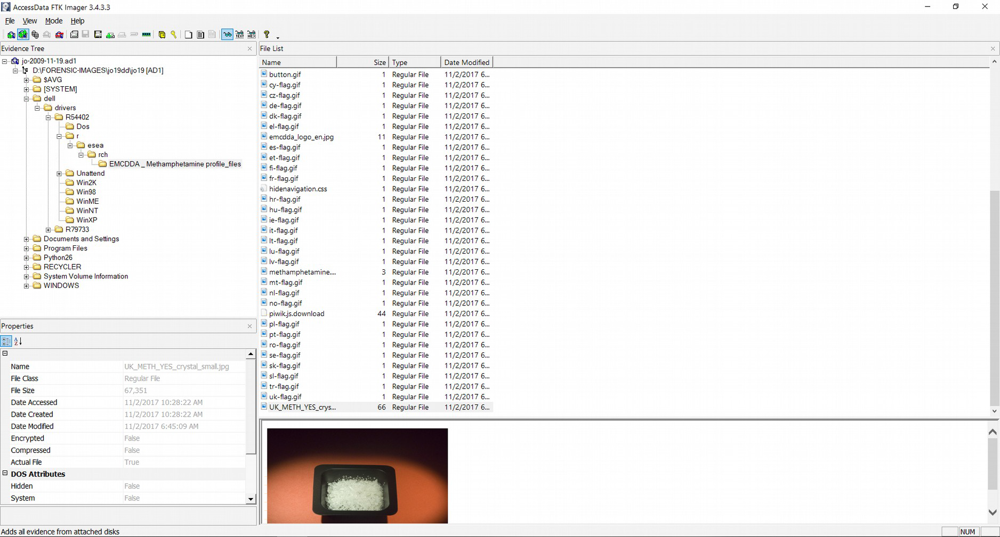 AccessData FTK Imager 3.4.3.3
File View Mode Help
TEXT HEX
Evidence Tree
jo-2009-11-19.ad1
D:\FORENSIC-IMAGES\jo19dd\jo19 [AD1]
$AVG
[SYSTEM]
dell
drivers
R54402
Dos
r
esea
rch
EMCDDA _ Methamphetamine profile_files
Unattend
Win2K
Win98
WinME
WinNT
WinXP
R79733
Documents and Settings
Program Files
Python26
RECYCLER
System Volume Information
WINDOWS
Properties
Name UK_METH_YES_crystal_small.jpg
File Class Regular File
File Size 67,351
Date Accessed 11/2/2017 10:28:22 AM
Date Created 11/2/2017 10:28:22 AM
Date Modified 11/2/2017 6:45:09 AM
Encrypted False
Compressed False
Actual File True
DOS Attributes
Hidden False
System False
File List
Name Size Type Date Modified
button.gif 1 Regular File 11/2/2017 6...
cy-flag.gif 1 Regular File 11/2/2017 6...
cz-flag.gif 1 Regular File 11/2/2017 6...
de-flag.gif 1 Regular File 11/2/2017 6...
dk-flag.gif 1 Regular File 11/2/2017 6...
el-flag.gif 1 Regular File 11/2/2017 6...
emcdda_logo_en.jpg 11 Regular File 11/2/2017 6...
es-flag.gif 1 Regular File 11/2/2017 6...
et-flag.gif 1 Regular File 11/2/2017 6...
fi-flag.gif 1 Regular File 11/2/2017 6...
fr-flag.gif 1 Regular File 11/2/2017 6...
hidenavigation.css 1 Regular File 11/2/2017 6...
hr-flag.gif 1 Regular File 11/2/2017 6...
hu-flag.gif 1 Regular File 11/2/2017 6...
ie-flag.gif 1 Regular File 11/2/2017 6...
it-flag.gif 1 Regular File 11/2/2017 6...
lt-flag.gif 1 Regular File 11/2/2017 6...
lu-flag.gif 1 Regular File 11/2/2017 6...
lv-flag.gif 1 Regular File 11/2/2017 6...
methamphetamine.... 3 Regular File 11/2/2017 6...
mt-flag.gif 1 Regular File 11/2/2017 6...
nl-flag.gif 1 Regular File 11/2/2017 6...
no-flag.gif 1 Regular File 11/2/2017 6...
piwik.js.download 44 Regular File 11/2/2017 6...
pl-flag.gif 1 Regular File 11/2/2017 6...
pt-flag.gif 1 Regular File 11/2/2017 6...
ro-flag.gif 1 Regular File 11/2/2017 6...
se-flag.gif 1 Regular File 11/2/2017 6...
sk-flag.gif 1 Regular File 11/2/2017 6...
sl-flag.gif 1 Regular File 11/2/2017 6...
tr-flag.gif 1 Regular File 11/2/2017 6...
uk-flag.gif 1 Regular File 11/2/2017 6...
UK_METH_YES_crys... 66 Regular File 11/2/2017 6...
Adds all evidence from attached disks
NUM